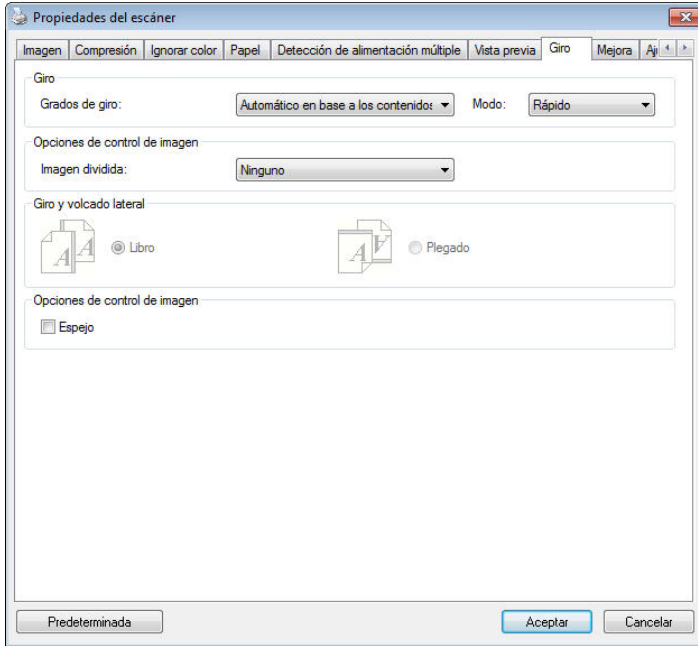 Propiedades del escáner
Imagen Compresión Ignorar color Papel Detección de alimentación múltiple Vista previa Giro Mejora Aj
Giro
Grados de giro: Automático en base a los contenidos Modo: Rápido
Opciones de control de imagen
Imagen dividida: Ninguno
Giro y volcado lateral
A A Libro A A Plegado
Opciones de control de imagen
Espejo
Predeterminada Aceptar Cancelar